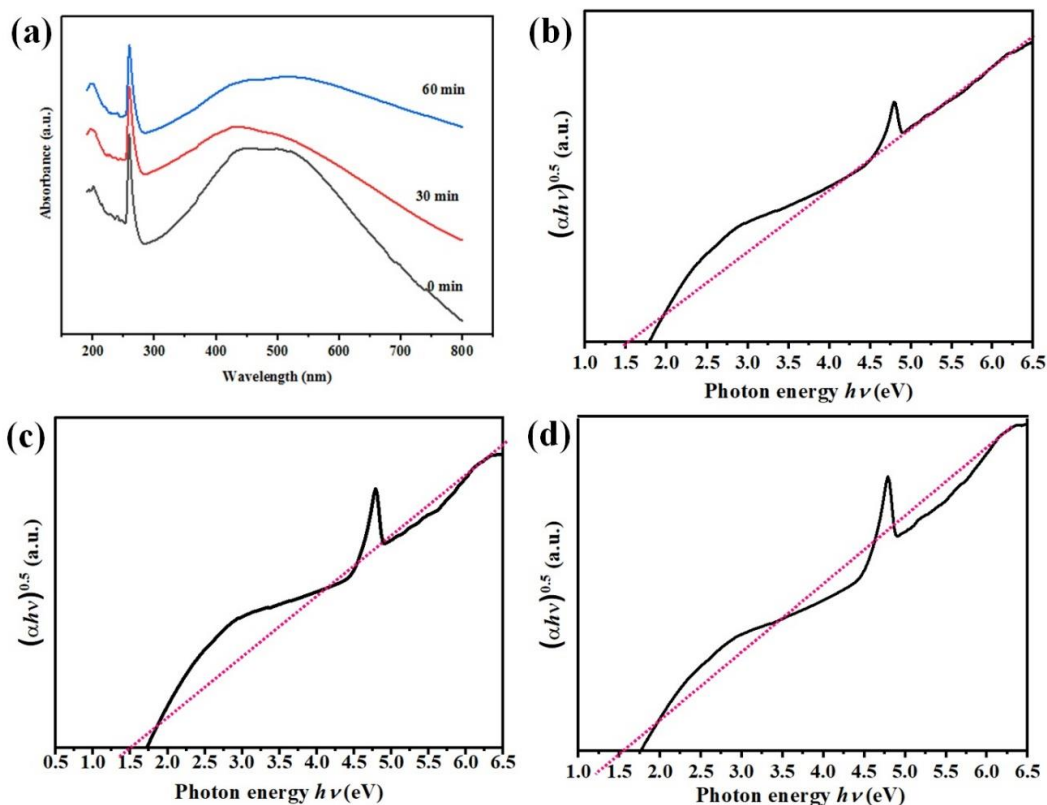 (a)
Absorbance (a.u.)
60 min
30 min
0 min
200 300 400 500 600 700 800
Wavelength (nm)
(b)
(αhν)^0.5 (a.u.)
1.0 1.5 2.0 2.5 3.0 3.5 4.0 4.5 5.0 5.5 6.0 6.5
Photon energy hν (eV)
(c)
(αhν)^0.5 (a.u.)
0.5 1.0 1.5 2.0 2.5 3.0 3.5 4.0 4.5 5.0 5.5 6.0 6.5
Photon energy hν (eV)
(d)
(αhν)^0.5 (a.u.)
1.0 1.5 2.0 2.5 3.0 3.5 4.0 4.5 5.0 5.5 6.0 6.5
Photon energy hν (eV)